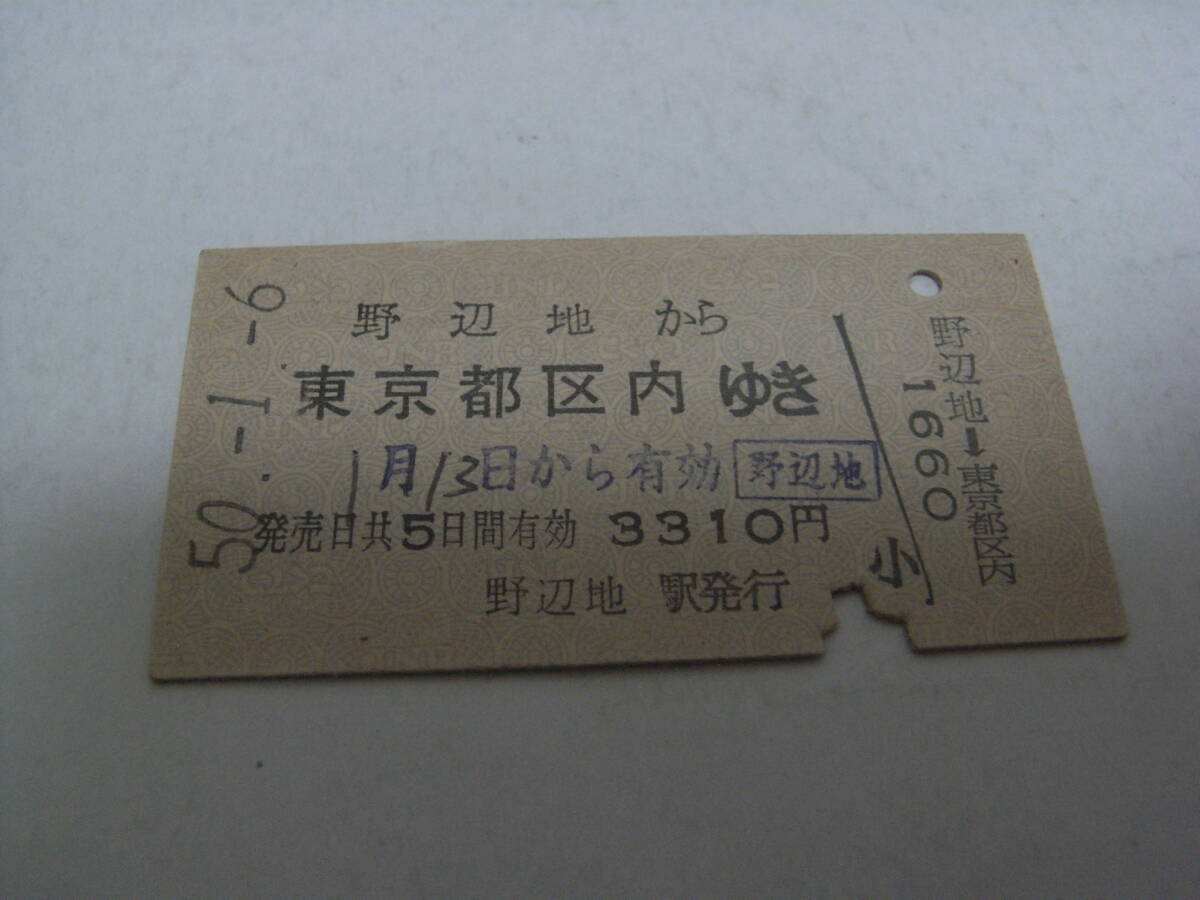 50.-1.-6
野辺地から
東京都区内ゆき
1月13日から有効 野辺地
発売日共5日間有効 3310円
野辺地 駅発行
小
野辺地→東京都区内
1660